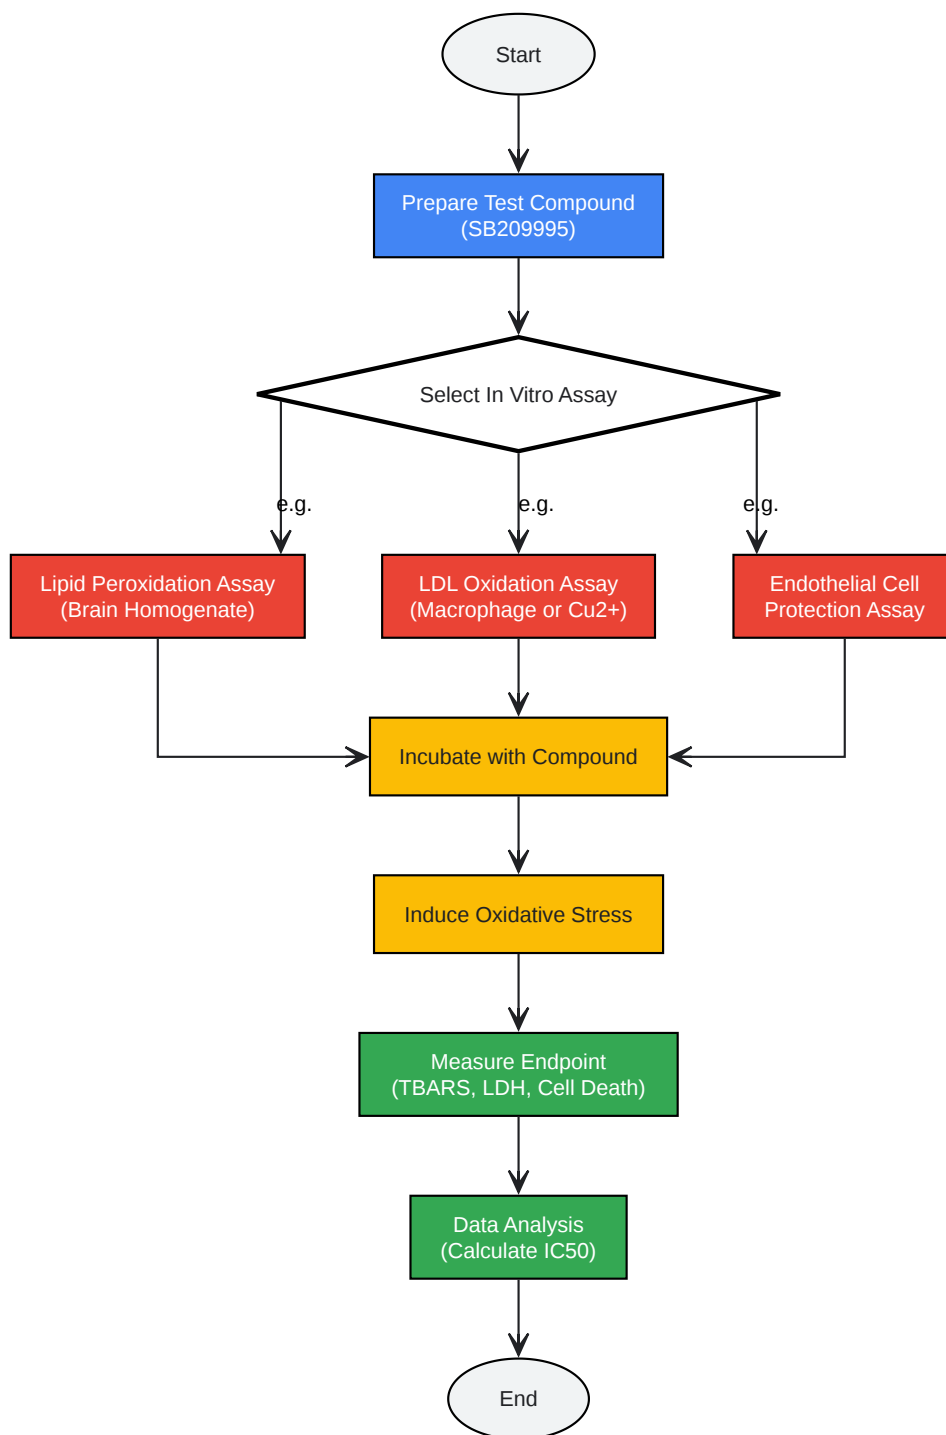 Start
Prepare Test Compound
(SB209995)
Select In Vitro Assay
e.g.
e.g.
e.g.
Lipid Peroxidation Assay
(Brain Homogenate)
LDL Oxidation Assay
(Macrophage or Cu2+)
Endothelial Cell
Protection Assay
Incubate with Compound
Induce Oxidative Stress
Measure Endpoint
(TBARS, LDH, Cell Death)
Data Analysis
(Calculate IC50)
End